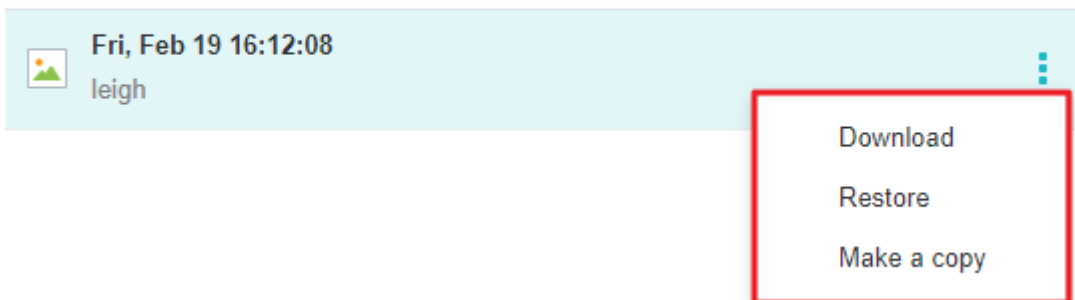 Fri, Feb 19 16:12:08
leigh
Download
Restore
Make a copy